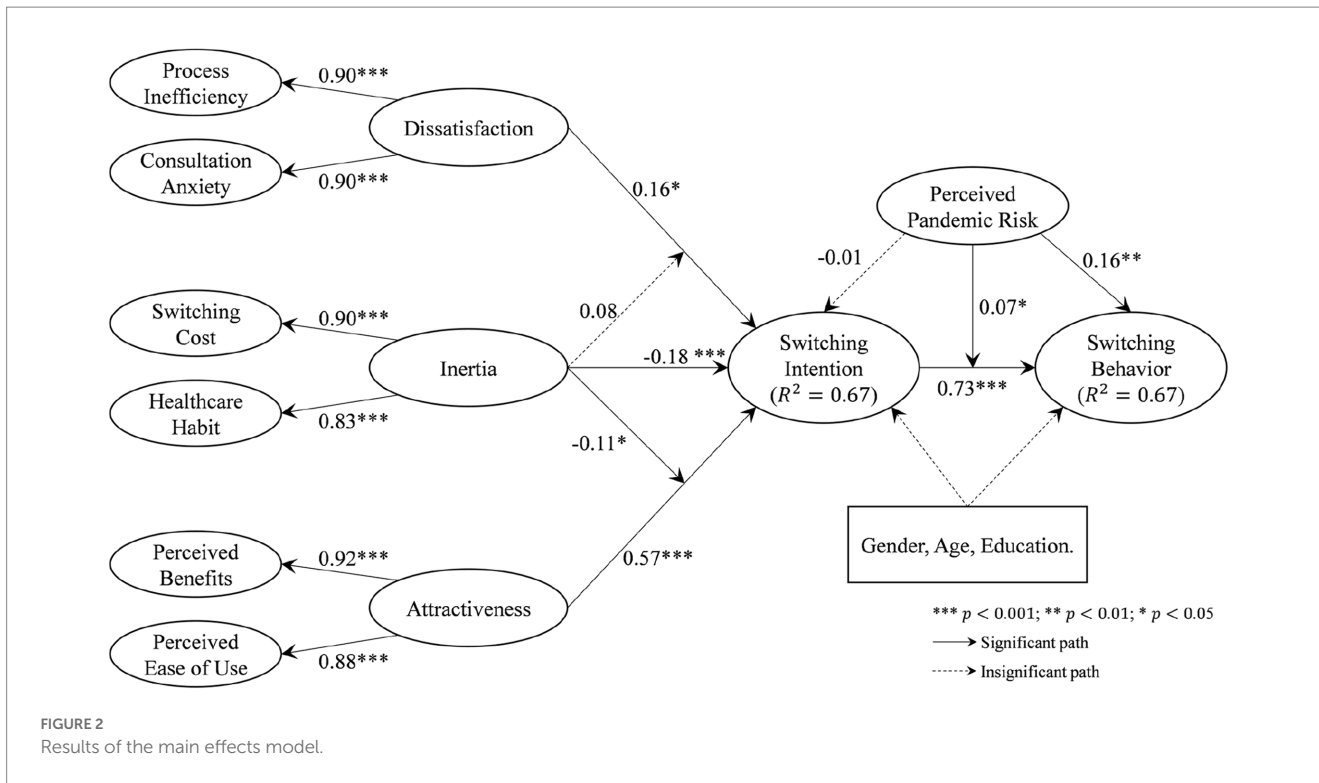 Process
Inefficiency
0.90***
Dissatisfaction
Consultation
Anxiety
0.90***
0.16*
Perceived
Pandemic Risk
-0.01
0.16**
0.07*
Switching
Cost
0.90***
0.08
Inertia
-0.18 ***
Switching
Intention
(R² = 0.67)
0.73***
Switching
Behavior
(R² = 0.67)
Healthcare
Habit
0.83***
-0.11*
Perceived
Benefits
0.92***
0.57***
Attractiveness
Perceived
Ease of Use
0.88***
Gender, Age, Education.
*** p < 0.001; ** p < 0.01; * p < 0.05
Significant path
Insignificant path
FIGURE 2
Results of the main effects model.